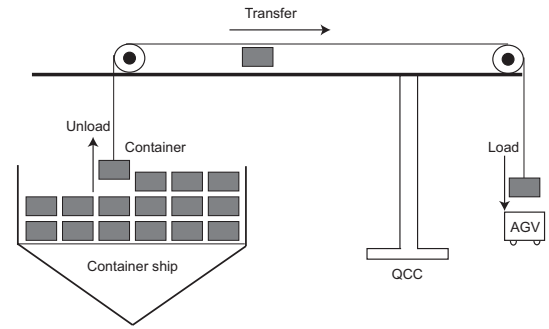 Transfer
Unload
Container
Load
AGV
Container ship
QCC